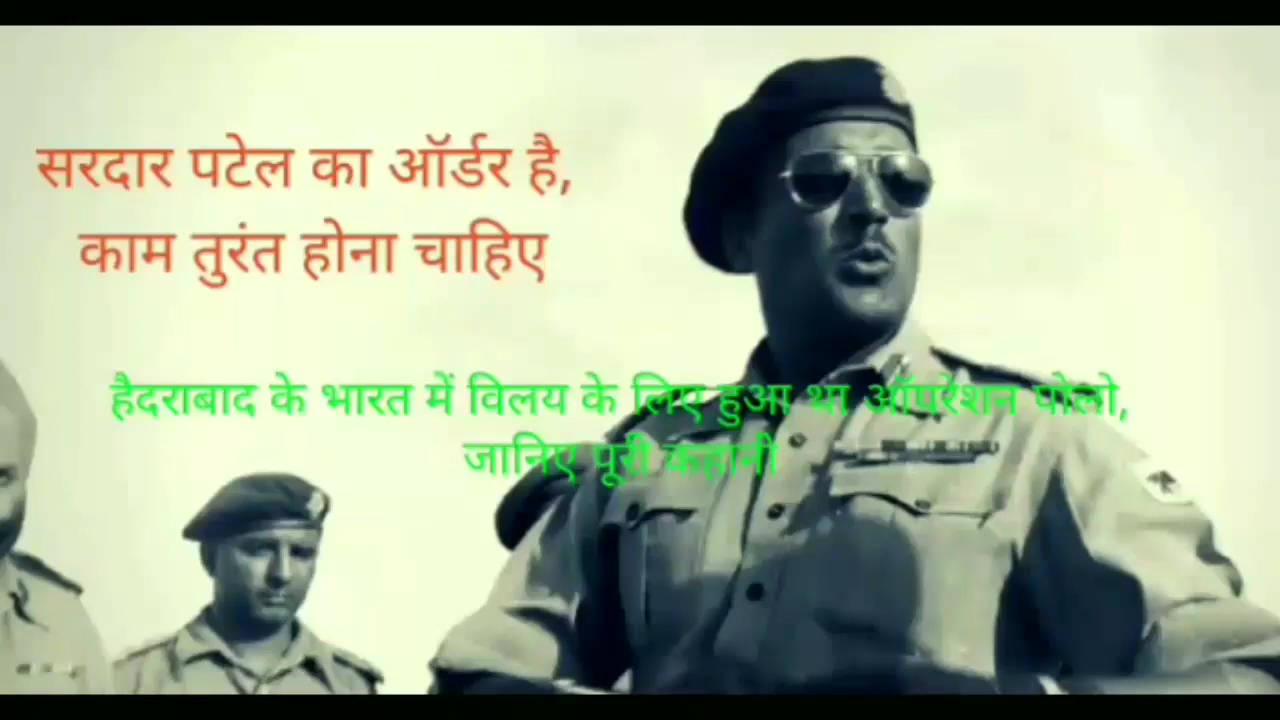 सरदार पटेल का ऑर्डर है,
काम तुरंत होना चाहिए
हैदराबाद के भारत में विलय के लिए हुआ था ऑपरेशन पोलो,
जानिए पूरी कहानी